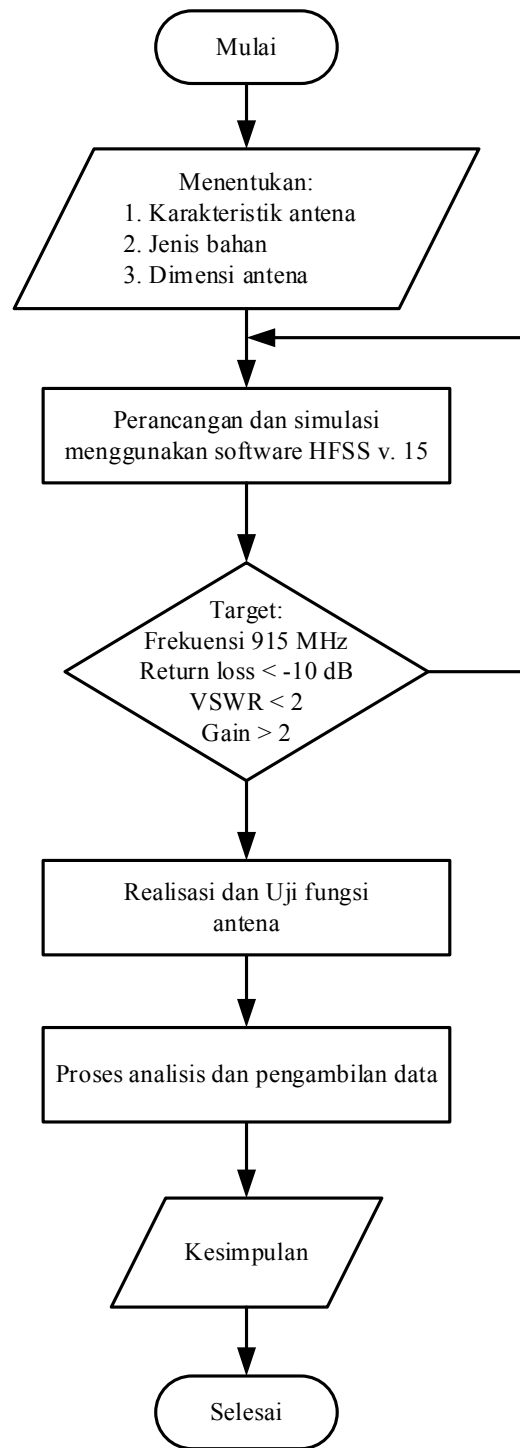 Mulai
Menentukan:
1. Karakteristik antena
2. Jenis bahan
3. Dimensi antena
Perancangan dan simulasi
menggunakan software HFSS v. 15
Target:
Frekuensi 915 MHz
Return loss < -10 dB
VSWR < 2
Gain > 2
Realisasi dan Uji fungsi
antena
Proses analisis dan pengambilan data
Kesimpulan
Selesai